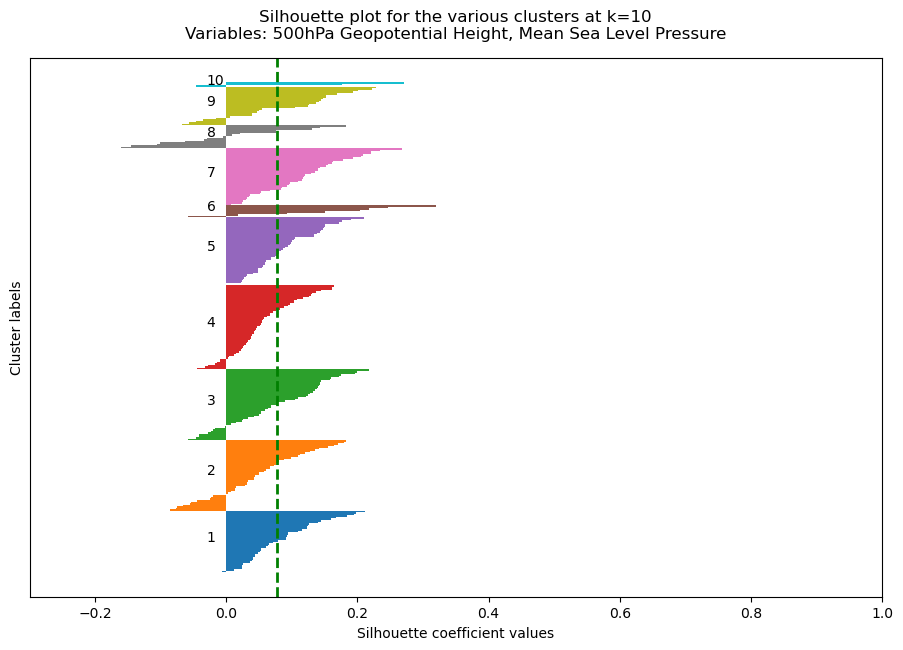 Silhouette plot for the various clusters at k=10
Variables: 500hPa Geopotential Height, Mean Sea Level Pressure
Cluster labels
10
9
8
7
6
5
4
3
2
1
−0.2 0.0 0.2 0.4 0.6 0.8 1.0
Silhouette coefficient values